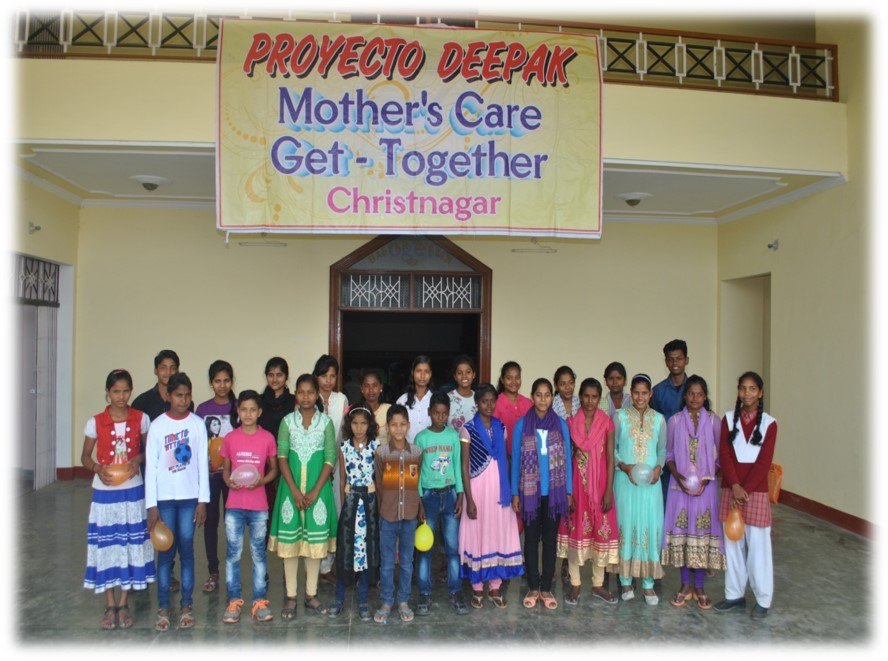 PROYECTO DEEPAK
Mother's Care
Get - Together
Christnagar